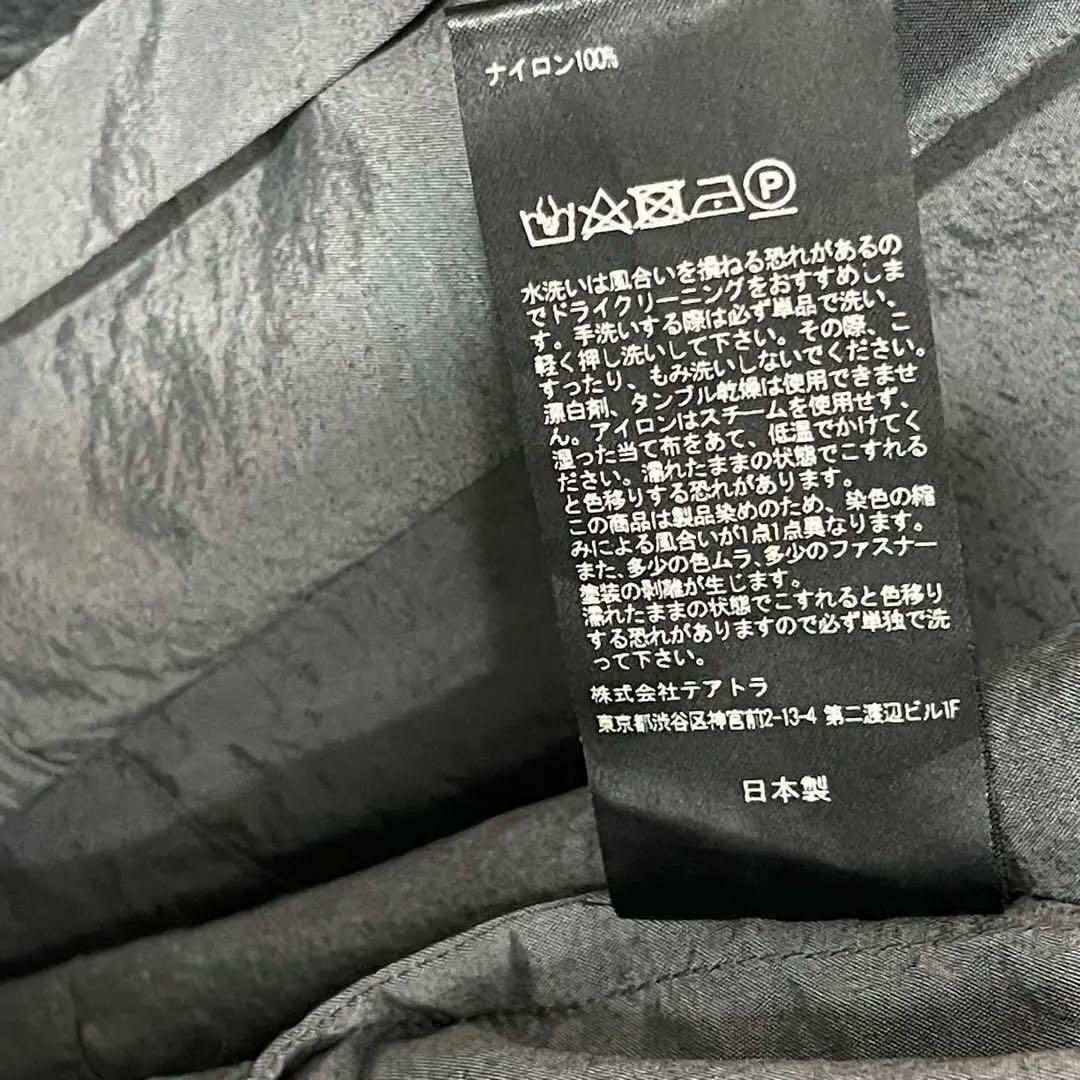 ナイロン100%
P
水洗いは風合いを損ねる恐れがあるの
でドライクリーニングをおすすめしま
す。手洗いする際は必ず単品で洗い、
軽く押し洗いして下さい。その際、こ
すったり、もみ洗いしないでください。
漂白剤、タンブル乾燥は使用できませ
ん。アイロンはスチームを使用せず、
湿った当て布をあて、低温でかけてく
ださい。濡れたままの状態でこすれる
と色移りする恐れがあります。
この商品は製品染めのため、染色の縮
みによる風合いが1点1点異なります。
また、多少の色ムラ、多少のファスナー
塗装の剥離が生じます。
濡れたままの状態でこすれると色移り
する恐れがありますので必ず単独で洗
って下さい。
株式会社テアトラ
東京都渋谷区神宮前2-13-4 第二渡辺ビル1F
日本製